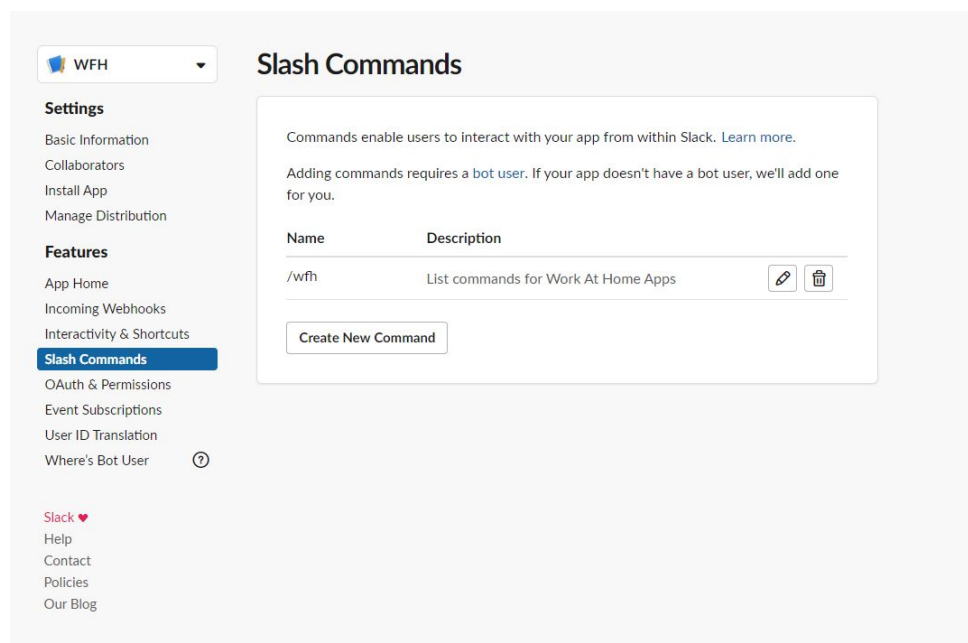 WFH
Settings
Basic Information
Collaborators
Install App
Manage Distribution
Features
App Home
Incoming Webhooks
Interactivity & Shortcuts
Slash Commands
OAuth & Permissions
Event Subscriptions
User ID Translation
Where's Bot User
Slack ♥
Help
Contact
Policies
Our Blog
Slash Commands
Commands enable users to interact with your app from within Slack. Learn more.
Adding commands requires a bot user. If your app doesn't have a bot user, we'll add one
for you.
Name Description
/wfh List commands for Work At Home Apps
Create New Command